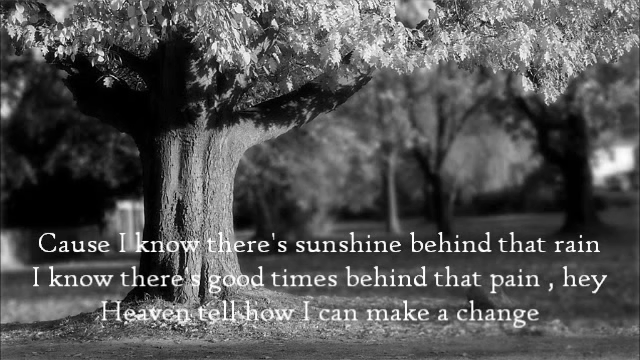 Cause I know there's sunshine behind that rain
I know there's good times behind that pain , hey
Heaven tell how I can make a change